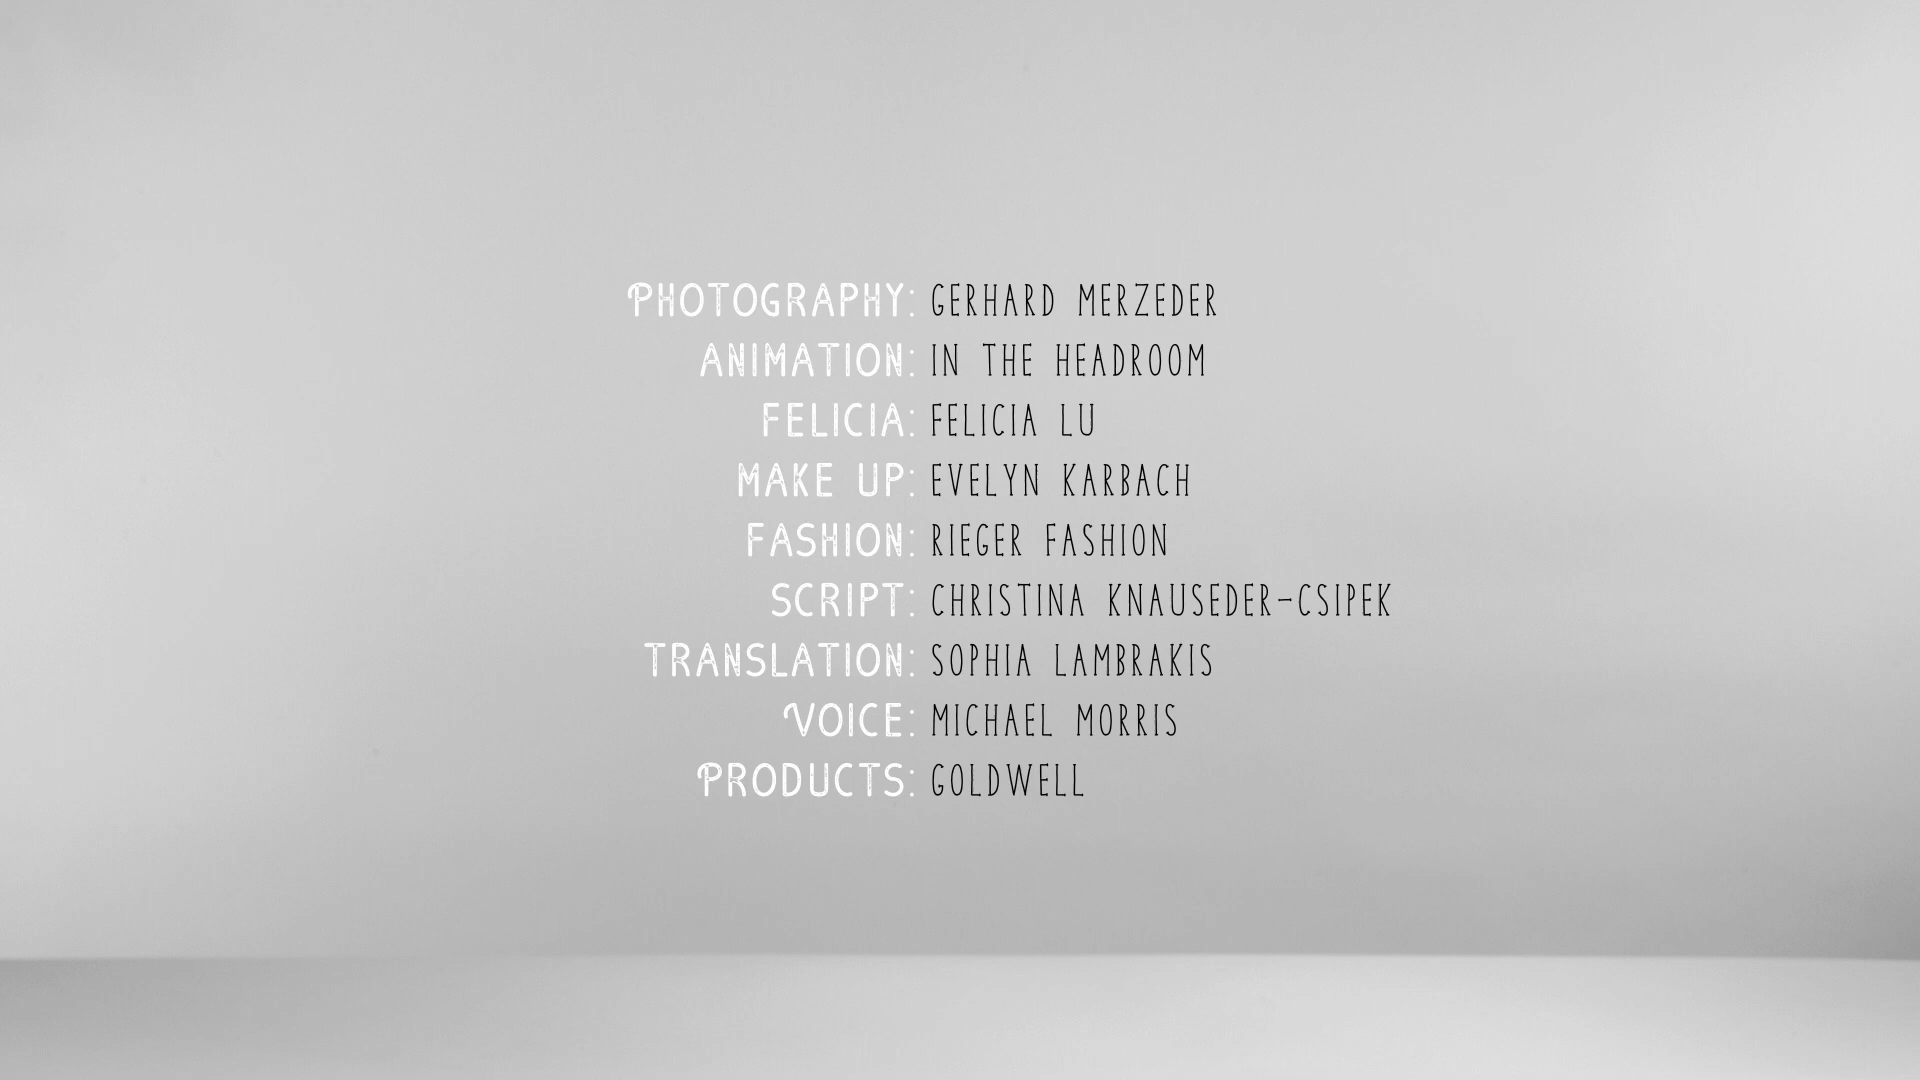 PHOTOGRAPHY: GERHARD MERZEDER
ANIMATION: IN THE HEADROOM
FELICIA: FELICIA LU
MAKE UP: EVELYN KARBACH
FASHION: RIEGER FASHION
SCRIPT: CHRISTINA KNAUSEDER-CSIPEK
TRANSLATION: SOPHIA LAMBRAKIS
VOICE: MICHAEL MORRIS
PRODUCTS: GOLDWELL